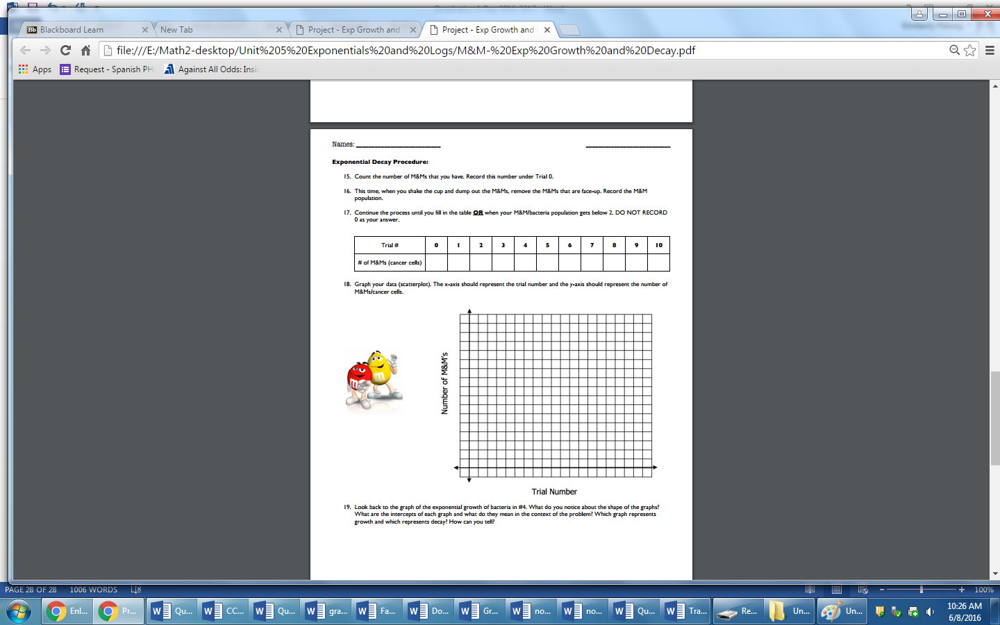 Blackboard Learn
New Tab
Project - Exp Growth and
Project - Exp Growth and
file:///E:/Math2-desktop/Unit%205%20Exponentials%20and%20Logs/M&M-%20Exp%20Growth%20and%20Decay.pdf
Apps
Request - Spanish PH
Against All Odds: Insi
Names:
Exponential Decay Procedure:
15. Count the number of M&Ms that you have. Record this number under Trial 0.
16. This time, when you shake the cup and dump out the M&Ms, remove the M&Ms that are face-up. Record the M&M
population.
17. Continue the process until you fill in the table OR when your M&M/bacteria population gets below 2. DO NOT RECORD
0 as your answer.
Trial # 0 1 2 3 4 5 6 7 8 9 10
# of M&Ms (cancer cells)
18. Graph your data (scatterplot). The x-axis should represent the trial number and the y-axis should represent the number of
M&Ms/cancer cells.
Number of M&M's
m
m
Trial Number
19. Look back to the graph of the exponential growth of bacteria in #4. What do you notice about the shape of the graphs?
What are the intercepts of each graph and what do they mean in the context of the problem? Which graph represents
growth and which represents decay? How can you tell?
PAGE 28 OF 28 1006 WORDS 100%
Enl... Pr... Qu... CC... Qu... gra... Fa... Do... Gr... no... no... Qu... Tra... Re... Un... Un...
10:26 AM
6/8/2016